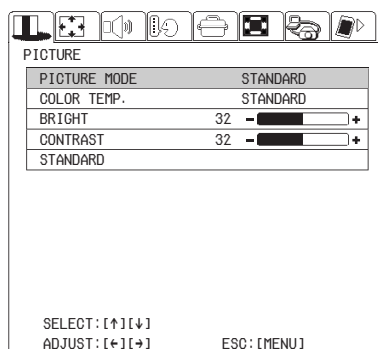 PICTURE
PICTURE MODE STANDARD
COLOR TEMP. STANDARD
BRIGHT 32 - +
CONTRAST 32 - +
STANDARD
SELECT:[↑][↓]
ADJUST:[←][→] ESC:[MENU]